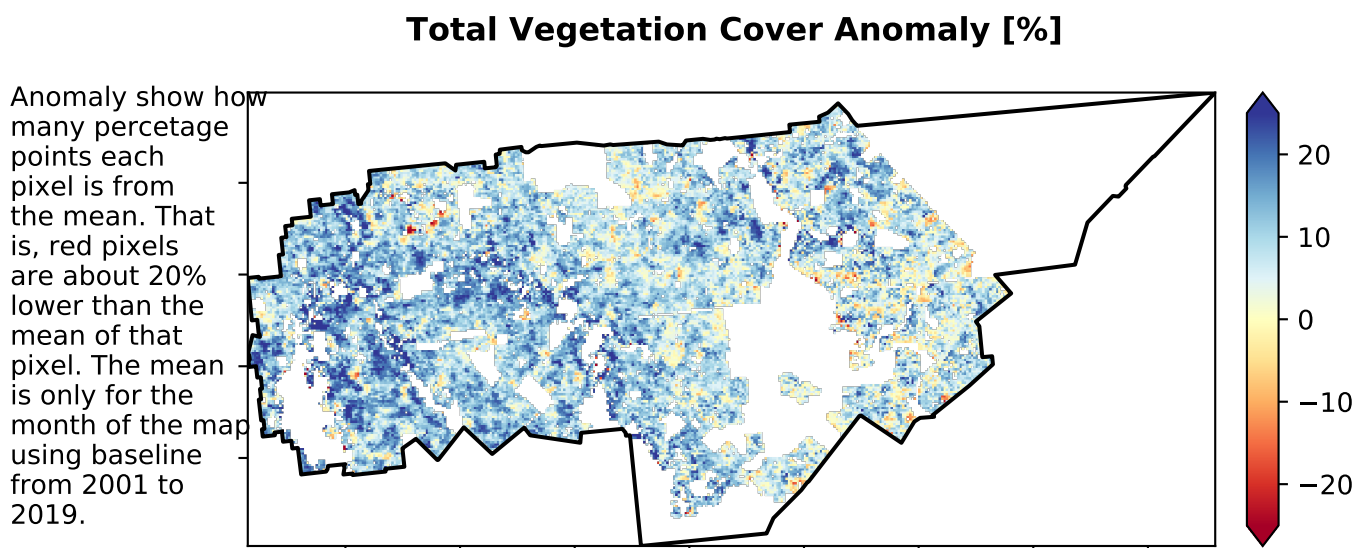 Total Vegetation Cover Anomaly [%]
Anomaly show how
many percetage
points each
pixel is from
the mean. That
is, red pixels
are about 20%
lower than the
mean of that
pixel. The mean
is only for the
month of the map
using baseline
from 2001 to
2019.
20
10
0
−10
−20